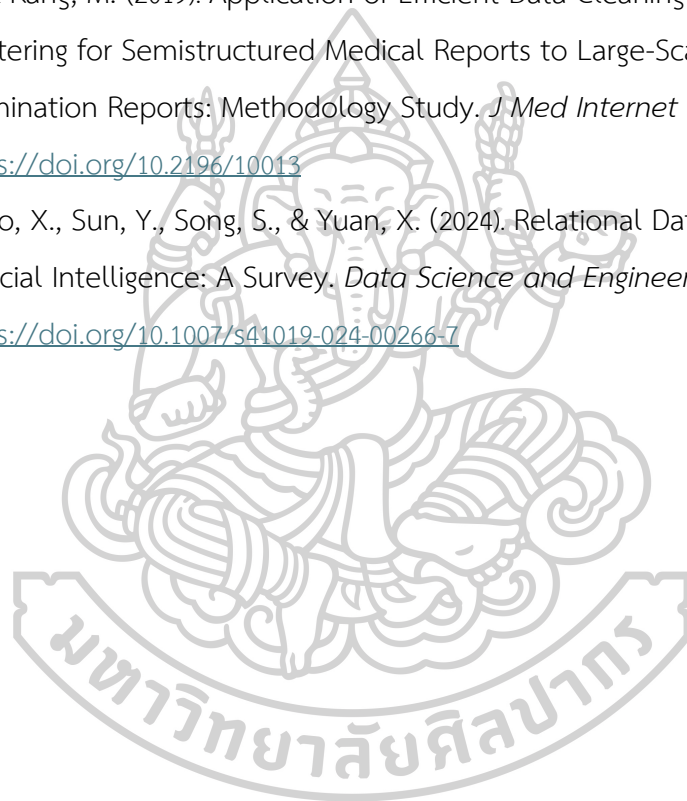 Kang, M. (2019). Application of Efficient Data Cleaning
tering for Semistructured Medical Reports to Large-Sca
mination Reports: Methodology Study. J Med Internet
s://doi.org/10.2196/10013
o, X., Sun, Y., Song, S., & Yuan, X. (2024). Relational Dat
cial Intelligence: A Survey. Data Science and Engineer
s://doi.org/10.1007/s41019-024-00266-7
มหาวิทยาลัยศิลปากร